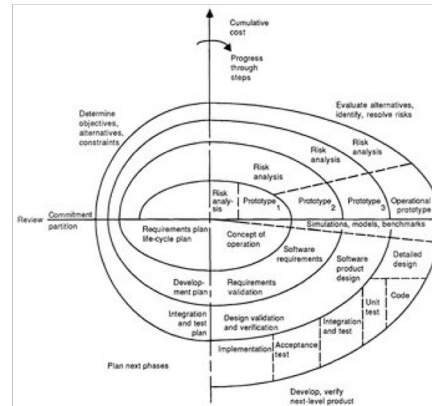 Cumulative
cost
Progress
through
steps
Determine
objectives,
alternatives,
constraints
Evaluate alternatives,
identify, resolve risks
Risk
analysis
Risk
analysis
Risk
analysis
Risk
analy-
sis
Prototype
1
Prototype
2
Prototype
3
Operational
prototype
Review
Commitment
partition
Simulations, models, benchmarks
Requirements plan
life-cycle plan
Concept of
operation
Software
requirements
Software
product
design
Detailed
design
Develop-
ment plan
Requirements
validation
Integration
and test
plan
Design validation
and verification
Code
Unit
test
Integration
and test
Acceptance
test
Implementation
Plan next phases
Develop, verify
next-level product